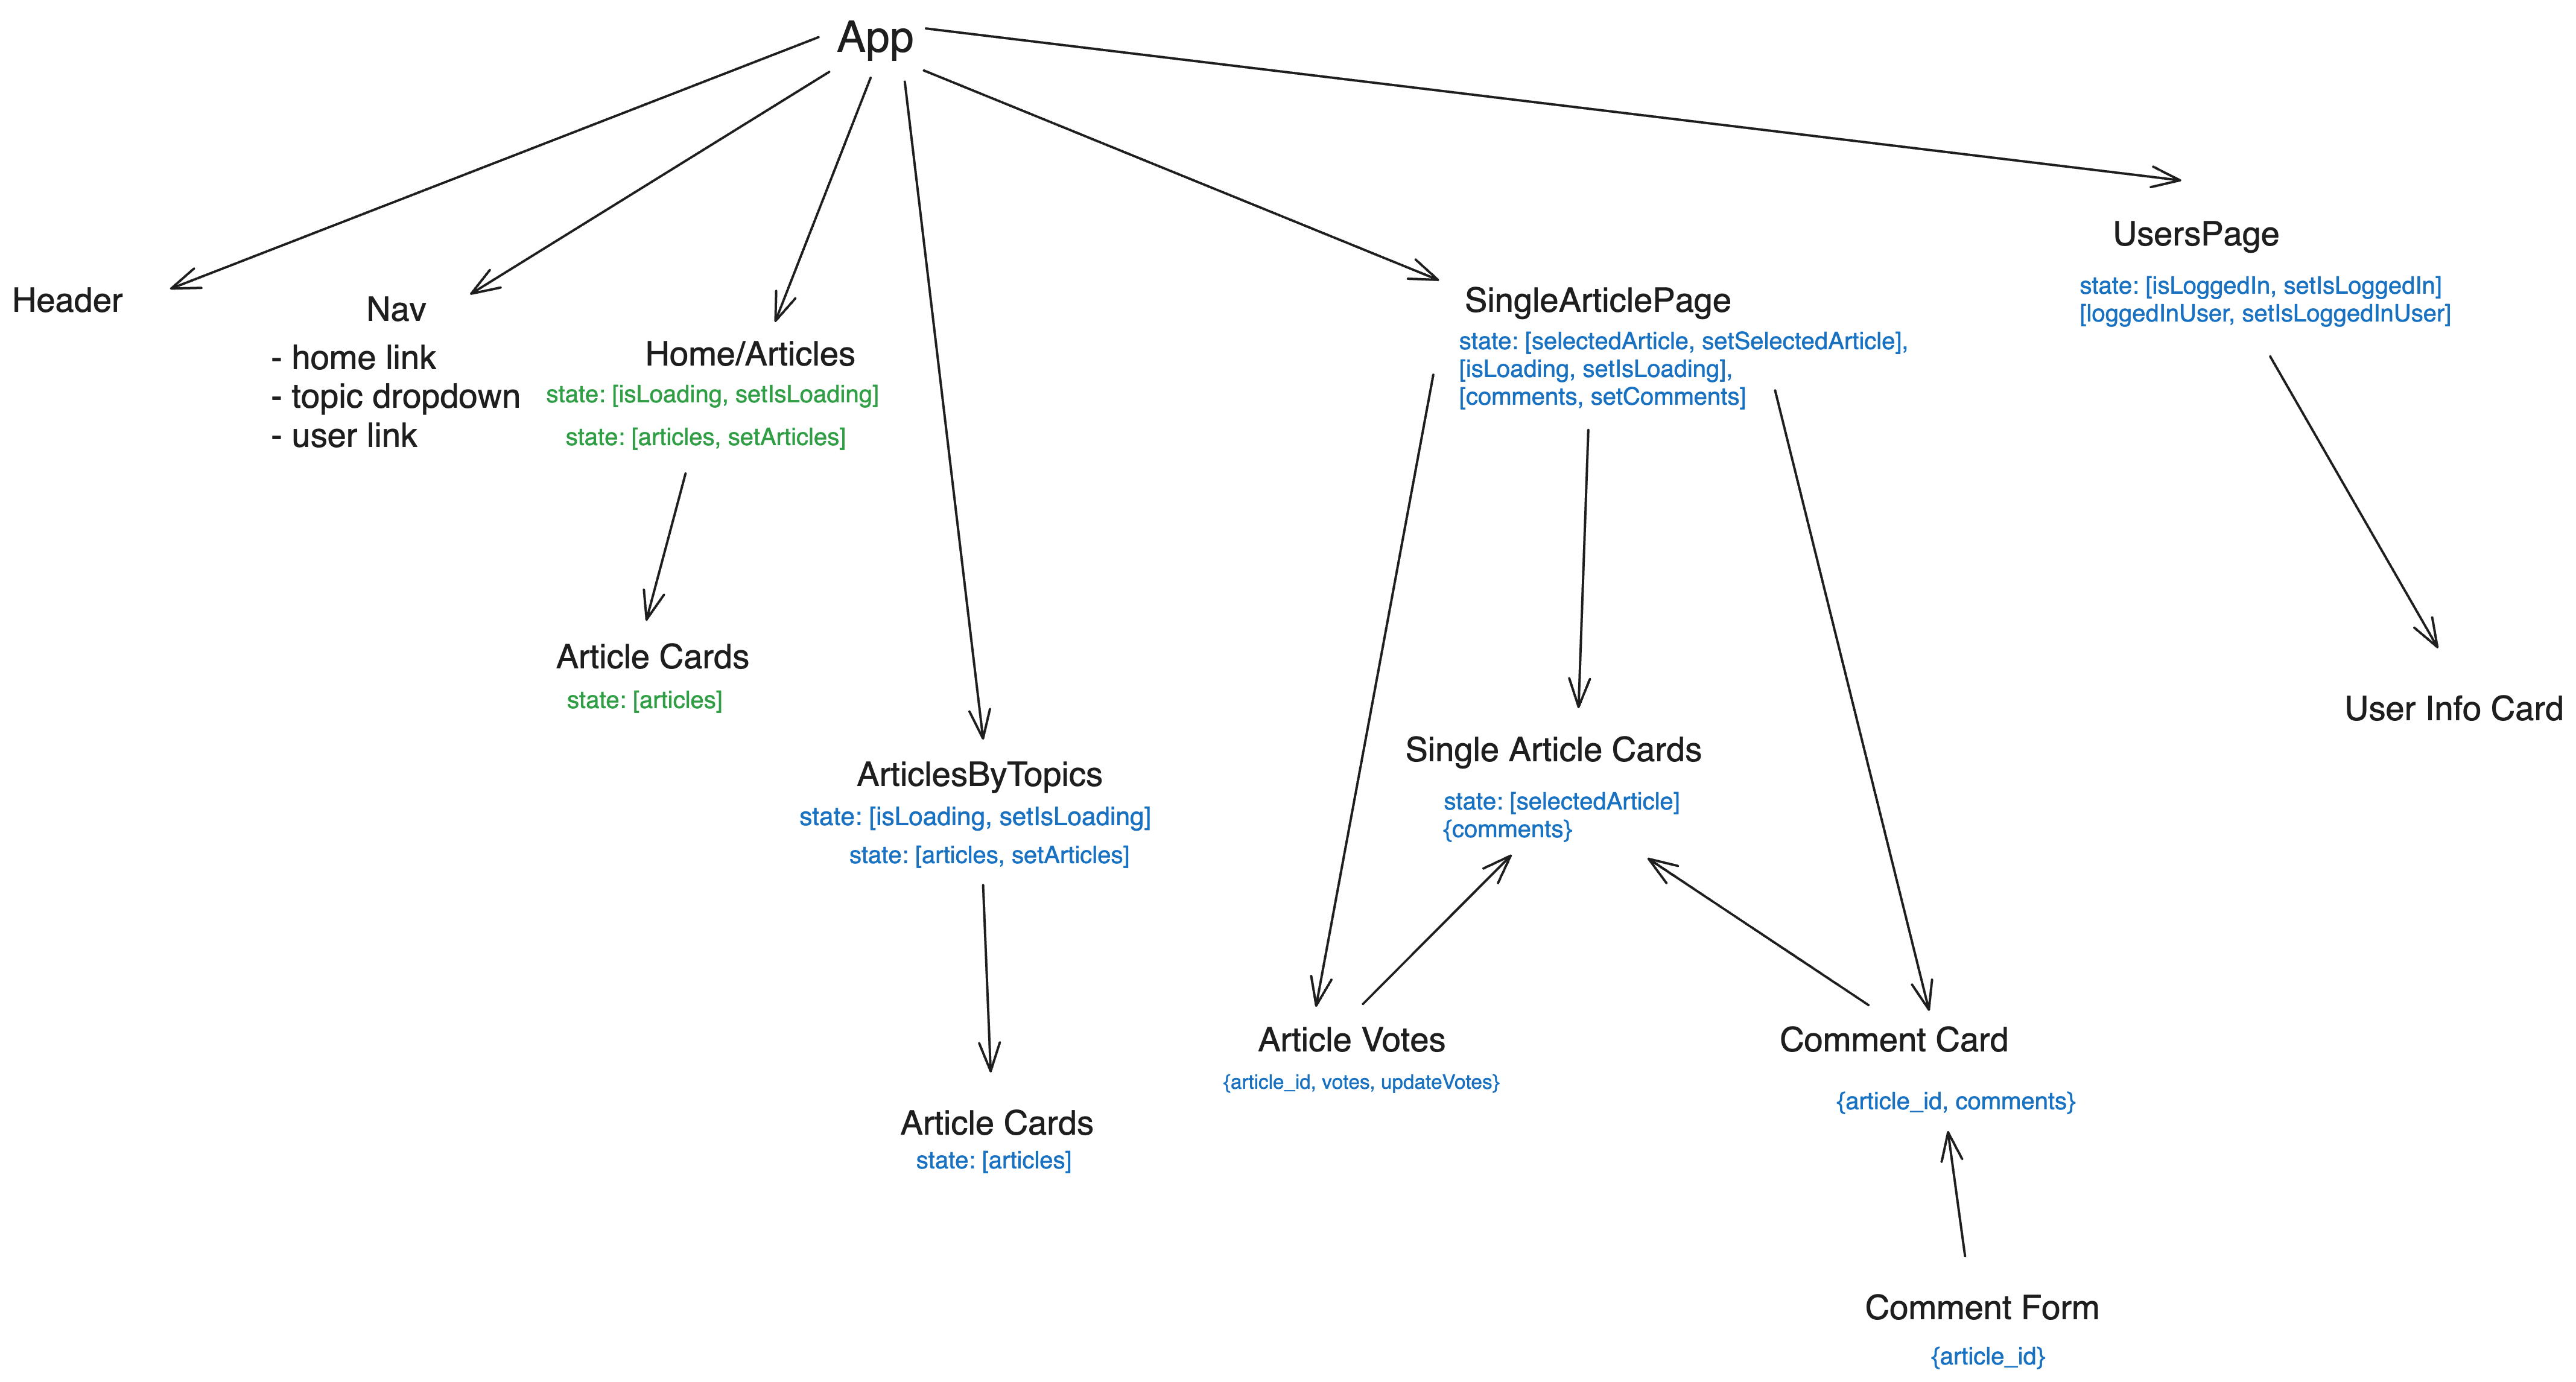 App
Header
Nav
- home link
- topic dropdown
- user link
Home/Articles
state: [isLoading, setIsLoading]
state: [articles, setArticles]
Article Cards
state: [articles]
ArticlesByTopics
state: [isLoading, setIsLoading]
state: [articles, setArticles]
Article Cards
state: [articles]
SingleArticlePage
state: [selectedArticle, setSelectedArticle],
[isLoading, setIsLoading],
[comments, setComments]
Single Article Cards
state: [selectedArticle]
{comments}
Article Votes
{article_id, votes, updateVotes}
Comment Card
{article_id, comments}
Comment Form
{article_id}
UsersPage
state: [isLoggedIn, setIsLoggedIn]
[loggedInUser, setIsLoggedInUser]
User Info Card